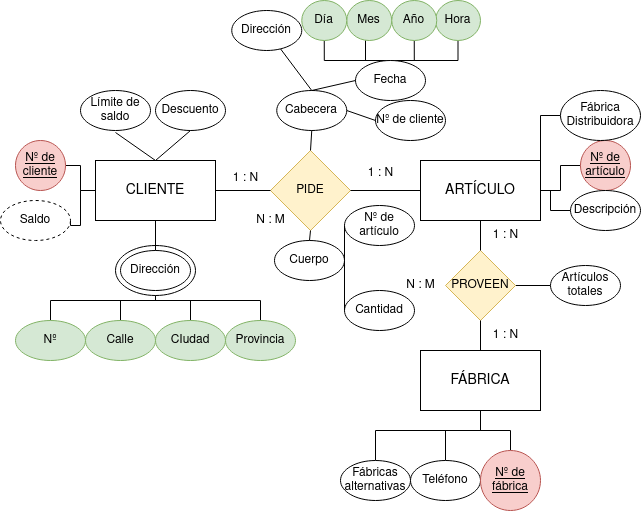 Día
Mes
Año
Hora
Dirección
Fecha
Límite de
saldo
Descuento
Cabecera
Nº de cliente
Fábrica
Distribuidora
Nº de
cliente
CLIENTE
1 : N
PIDE
1 : N
ARTÍCULO
Nº de
artículo
Saldo
N : M
Nº de
artículo
Descripción
1 : N
Dirección
Cuerpo
N : M
PROVEEN
Artículos
totales
Cantidad
Nº
Calle
CIudad
Provincia
1 : N
FÁBRICA
Fábricas
alternativas
Teléfono
Nº de
fábrica